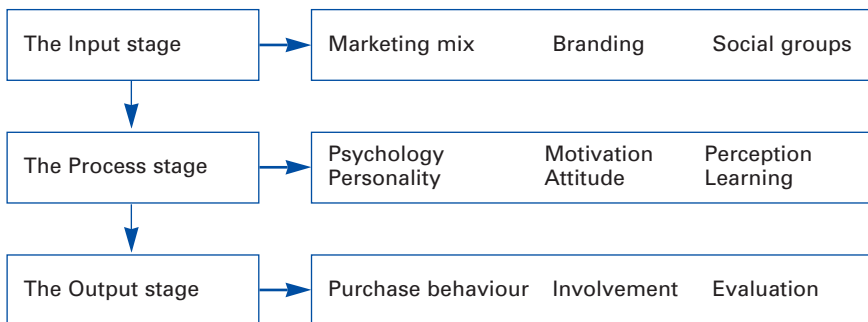 The Input stage
Marketing mix Branding Social groups
The Process stage
Psychology Motivation Perception
Personality Attitude Learning
The Output stage
Purchase behaviour Involvement Evaluation